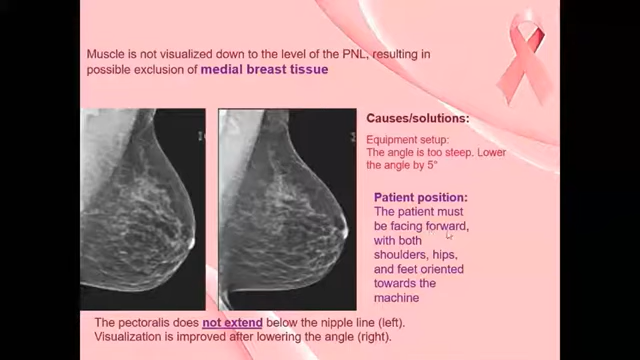 Muscle is not visualized down to the level of the PNL, resulting in
possible exclusion of medial breast tissue
Causes/solutions:
Equipment setup:
The angle is too steep. Lower
the angle by 5°
Patient position:
The patient must
be facing forward,
with both
shoulders, hips,
and feet oriented
towards the
machine
The pectoralis does not extend below the nipple line (left).
Visualization is improved after lowering the angle (right).